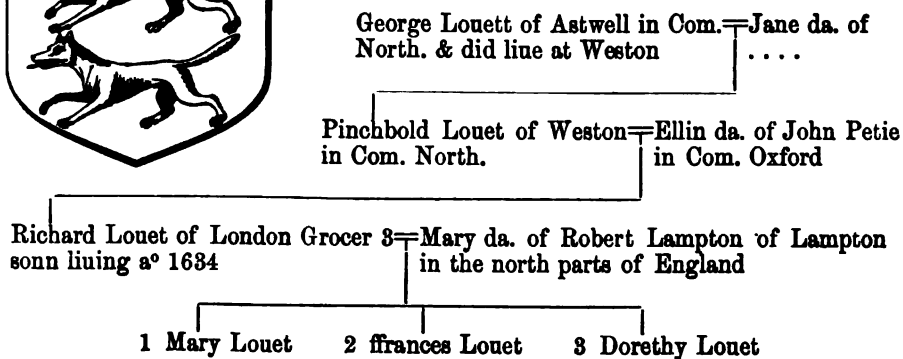 George Louett of Astwell in Com.=Jane da. of
North. & did liue at Weston ....
Pinchbold Louet of Weston=Ellin da. of John Petie
in Com. North. in Com. Oxford
Richard Louet of London Grocer 3=Mary da. of Robert Lampton of Lampton
sonn liuing aº 1634 in the north parts of England
1 Mary Louet 2 ffrances Louet 3 Dorethy Louet